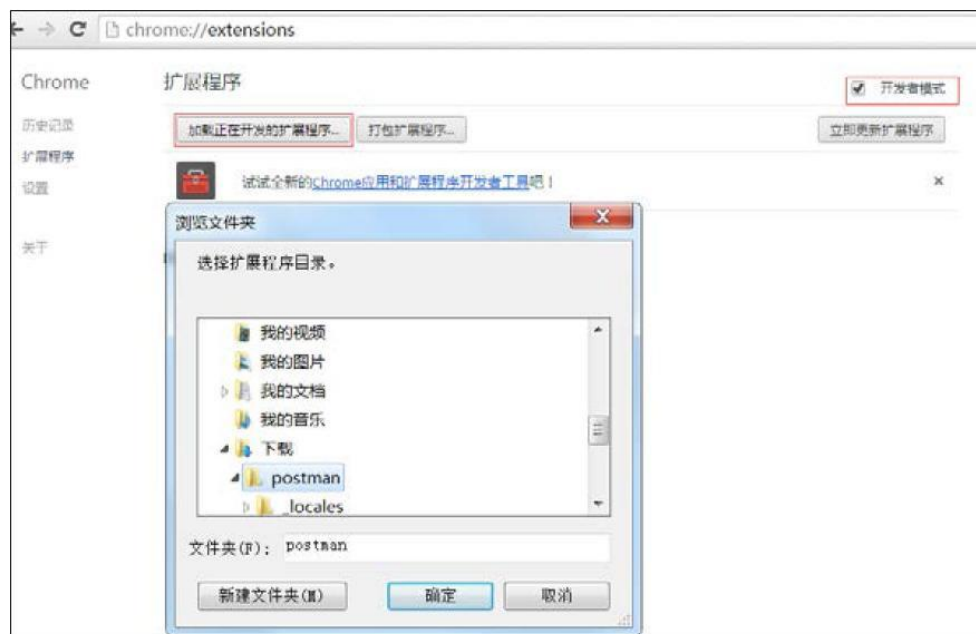 chrome://extensions
Chrome
扩展程序
开发者模式
历史记录
加载正在开发的扩展程序...
打包扩展程序...
立即更新扩展程序
扩展程序
设置
试试全新的Chrome应用和扩展程序开发者工具吧!
关于
浏览文件夹
选择扩展程序目录。
我的视频
我的图片
我的文档
我的音乐
下载
postman
_locales
文件夹(F): postman
新建文件夹(M)
确定
取消